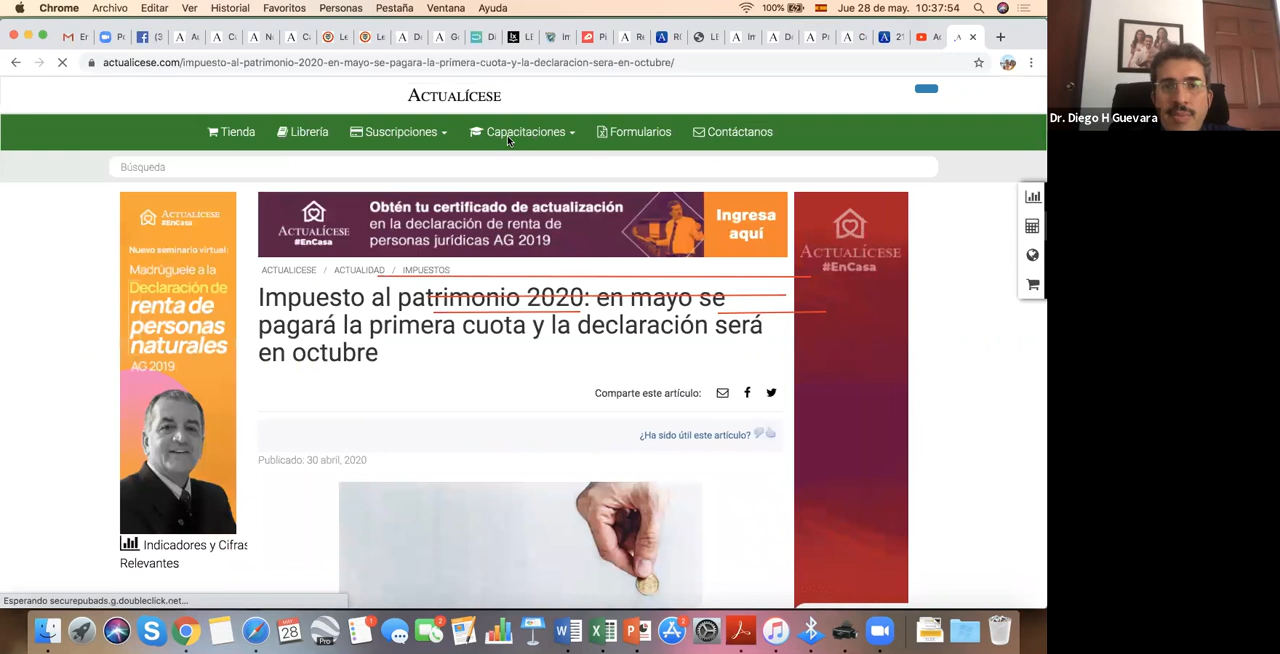 Chrome Archivo Editar Ver Historial Favoritos Personas Pestaña Ventana Ayuda 100% Jue 28 de may. 10:37:54
actualicese.com/impuesto-al-patrimonio-2020-en-mayo-se-pagara-la-primera-cuota-y-la-declaracion-sera-en-octubre/
ACTUALÍCESE
Tienda Librería Suscripciones Capacitaciones Formularios Contáctanos
Búsqueda
ACTUALÍCESE
#EnCasa
Nuevo seminario virtual:
Madrúguele a la
Declaración de
renta de
personas
naturales
AG 2019
Indicadores y Cifras
Relevantes
ACTUALÍCESE
#EnCasa
Obtén tu certificado de actualización
en la declaración de renta de
personas jurídicas AG 2019
Ingresa
aquí
ACTUALICESE / ACTUALIDAD / IMPUESTOS
Impuesto al patrimonio 2020: en mayo se
pagará la primera cuota y la declaración será
en octubre
Comparte este artículo:
¿Ha sido útil este artículo?
Publicado: 30 abril, 2020
ACTUALÍCESE
#EnCasa
Esperando securepubads.g.doubleclick.net...
Dr. Diego H Guevara